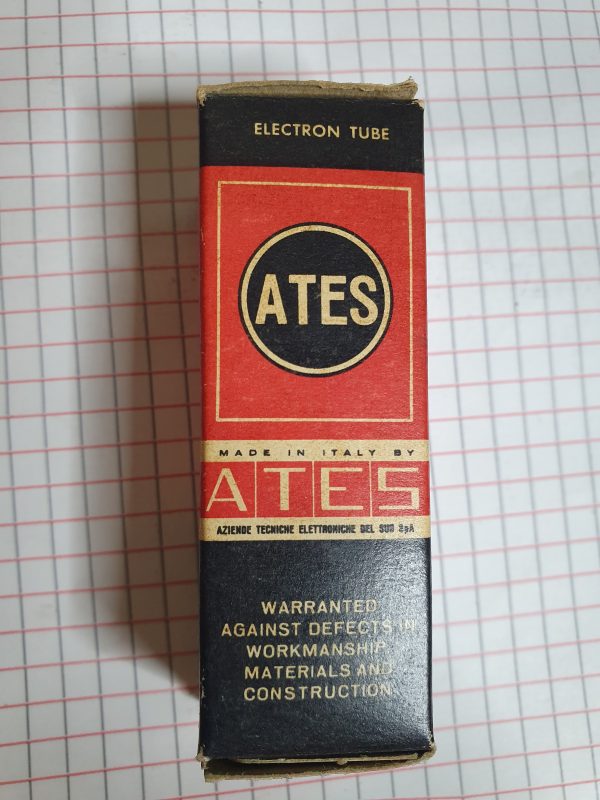 ELECTRON TUBE
ATES
MADE IN ITALY BY
ATES
AZIENDE TECNICHE ELETTRONICHE DEL SUD SpA
WARRANTED
AGAINST DEFECTS IN
WORKMANSHIP
MATERIALS AND
CONSTRUCTION